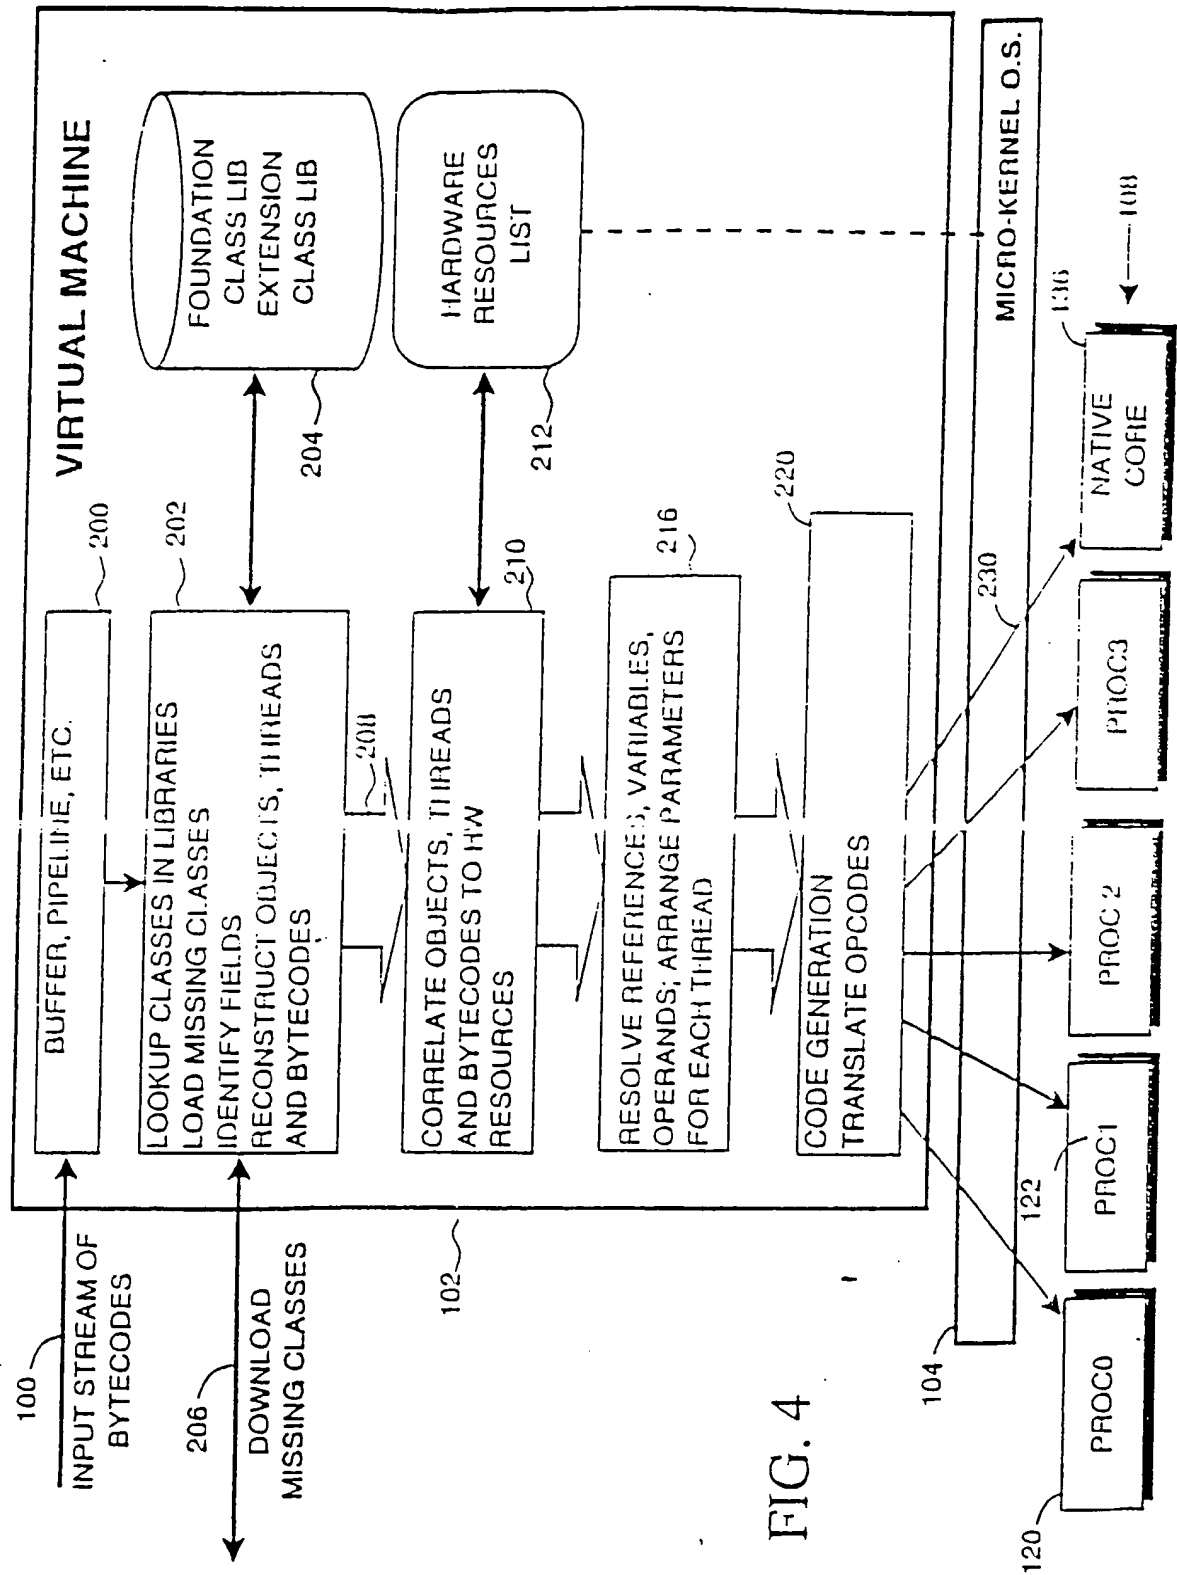 VIRTUAL MACHINE
100
INPUT STREAM OF
BYTECODES
BUFFER, PIPELINE, ETC.
200
206
DOWNLOAD
MISSING CLASSES
LOOKUP CLASSES IN LIBRARIES
LOAD MISSING CLASSES
IDENTIFY FIELDS
RECONSTRUCT OBJECTS, THREADS
AND BYTECODES
202
FOUNDATION
CLASS LIB
EXTENSION
CLASS LIB
204
208
CORRELATE OBJECTS, THREADS
AND BYTECODES TO HW
RESOURCES
210
HARDWARE
RESOURCES
LIST
212
102
RESOLVE REFERENCES, VARIABLES,
OPERANDS; ARRANGE PARAMETERS
FOR EACH THREAD
216
CODE GENERATION
TRANSLATE OPCODES
220
230
104
MICRO-KERNEL O.S.
120
PROC0
122
PROC1
PROC 2
PROC3
NATIVE
CORE
136
108
FIG. 4